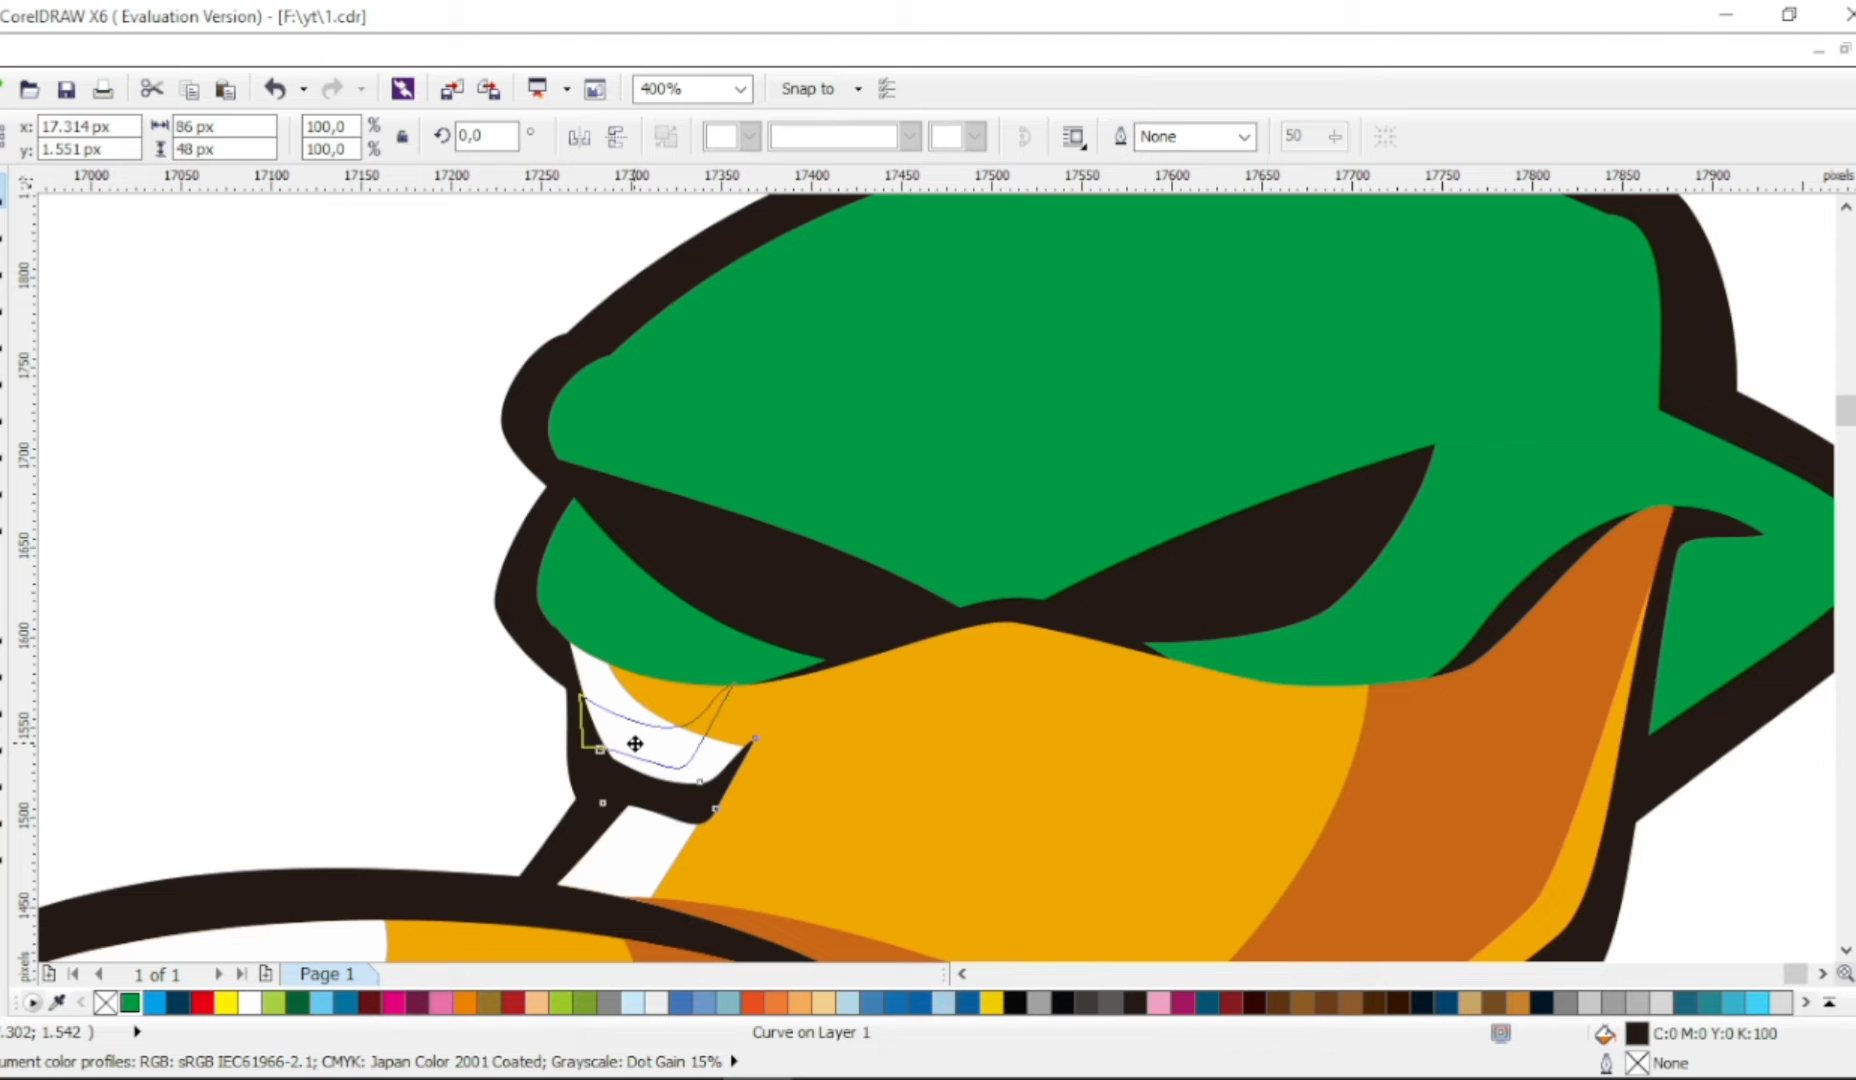 CorelDRAW X6 ( Evaluation Version) - [F:\yt\1.cdr]
400% Snap to
x: 17.314 px 86 px 100,0 % 0,0 ° None 50
y: 1.551 px 48 px 100,0 %
17000 17050 17100 17150 17200 17250 17300 17350 17400 17450 17500 17550 17600 17650 17700 17750 17800 17850 17900 pixels
1800
1750
1700
1650
1600
1550
1500
1450
pixels
1 of 1 Page 1
.302; 1.542 ) Curve on Layer 1 C:0 M:0 Y:0 K:100
ument color profiles: RGB: sRGB IEC61966-2.1; CMYK: Japan Color 2001 Coated; Grayscale: Dot Gain 15% None